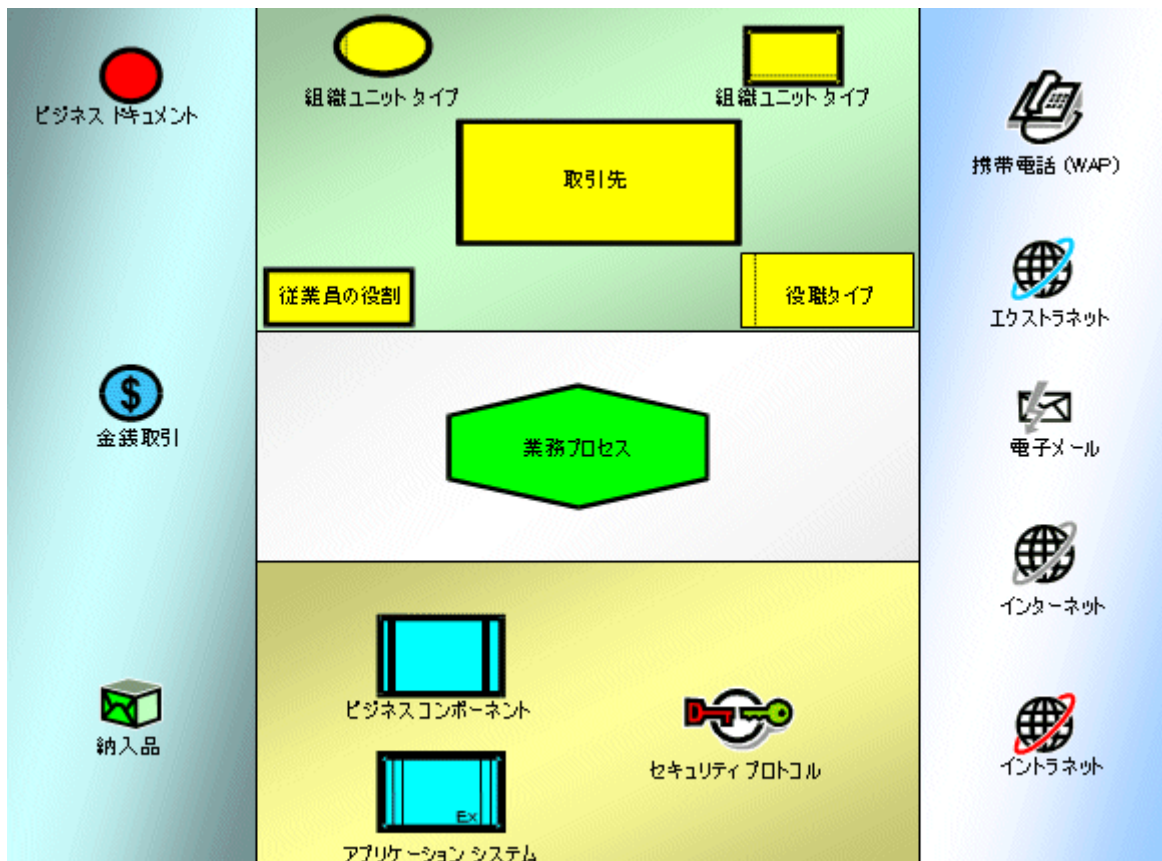 ビジネス ドキュメント
組織ユニット タイプ
組織ユニット タイプ
取引先
従業員の役割
役職タイプ
携帯電話 (WAP)
エクストラネット
$
金銭取引
業務プロセス
電子メール
インターネット
納入品
ビジネスコンポーネント
セキュリティ プロトコル
Ex
アプリケーション システム
イントラネット